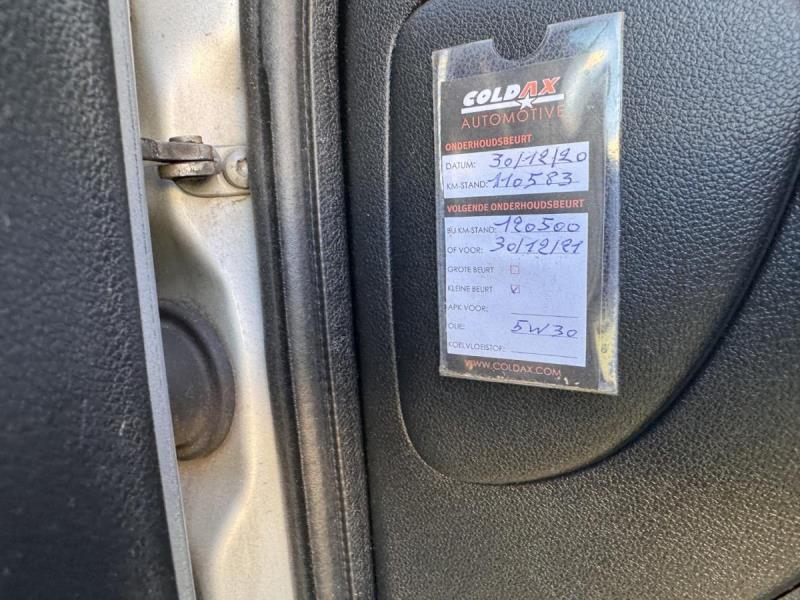 COLDAX
AUTOMOTIVE
ONDERHOUDSBEURT
DATUM: 30/12/20
KM-STAND: 110583
VOLGENDE ONDERHOUDSBEURT
BIJ KM-STAND: 120500
OF VOOR: 30/12/21
GROTE BEURT
KLEINE BEURT
APK VOOR:
OLIE: 5W30
KOELVLOEISTOF:
WWW.COLDAX.COM